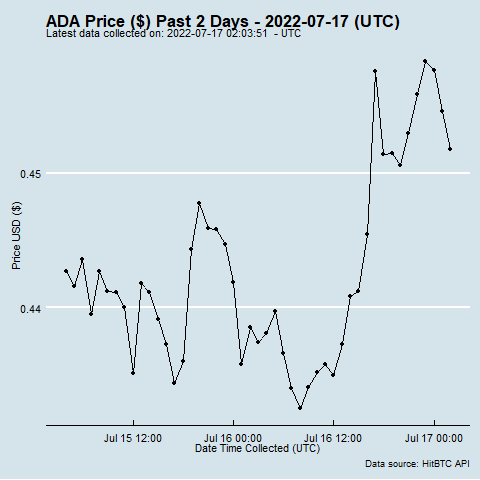 ADA Price ($) Past 2 Days - 2022-07-17 (UTC)
Latest data collected on: 2022-07-17 02:03:51  - UTC
0.45
Price USD ($)
0.44
Jul 15 12:00 Jul 16 00:00 Jul 16 12:00 Jul 17 00:00
Date Time Collected (UTC)
Data source: HitBTC API